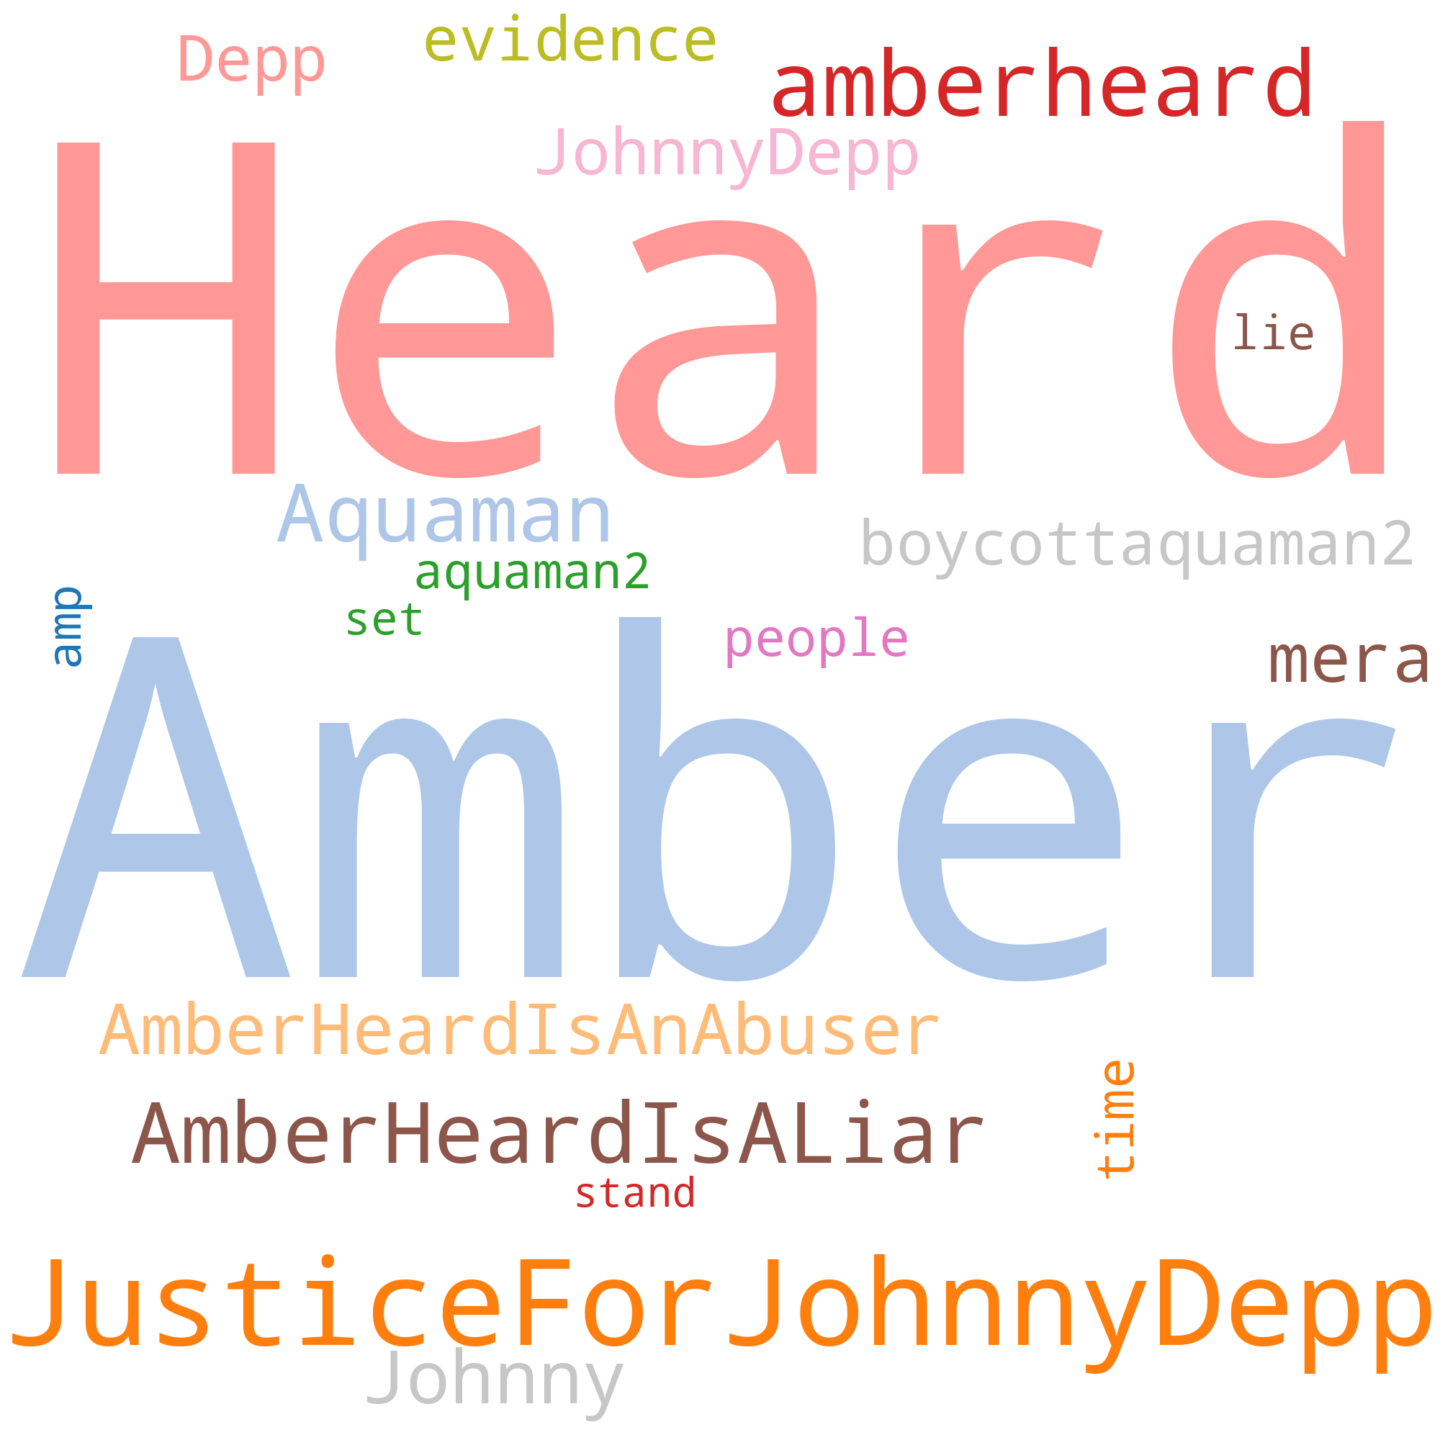 evidence
Depp
amberheard
JohnnyDepp
Heard
lie
Aquaman
boycottaquaman2
aquaman2
amp
set
people
mera
Amber
AmberHeardIsAnAbuser
time
AmberHeardIsALiar
stand
JusticeForJohnnyDepp
Johnny